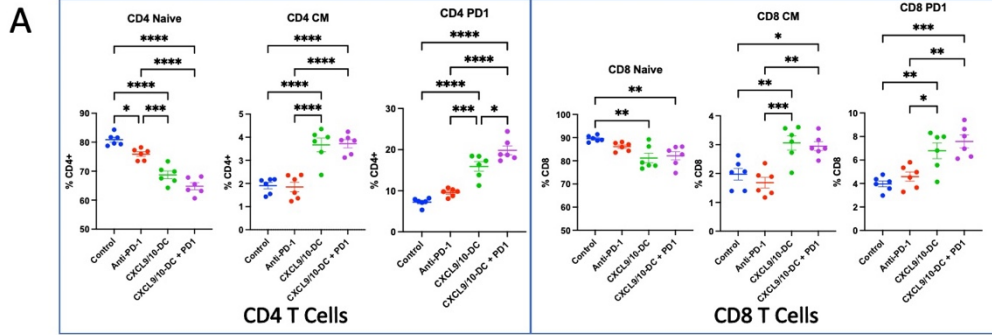 A
CD4 Naive
****
****
****
*
***
90
80
70
60
50
% CD4+
Control
Anti-PD-1
CXCL9/10-DC
CXCL9/10-DC + PD1
CD4 CM
****
****
****
****
5
4
3
2
1
0
% CD4+
Control
Anti-PD-1
CXCL9/10-DC
CXCL9/10-DC + PD1
CD4 PD1
****
****
****
***
*
30
20
10
0
% CD4+
Control
Anti-PD-1
CXCL9/10-DC
CXCL9/10-DC + PD1
CD4 T Cells
CD8 Naive
**
**
100
90
80
70
60
50
% CD8
Control
Anti-PD-1
CXCL9/10-DC
CXCL9/10-DC + PD1
CD8 CM
*
**
**
***
4
3
2
1
0
% CD8
Control
Anti-PD-1
CXCL9/10-DC
CXCL9/10-DC + PD1
CD8 PD1
***
**
**
*
10
8
6
4
2
0
% CD8
Control
Anti-PD-1
CXCL9/10-DC
CXCL9/10-DC + PD1
CD8 T Cells